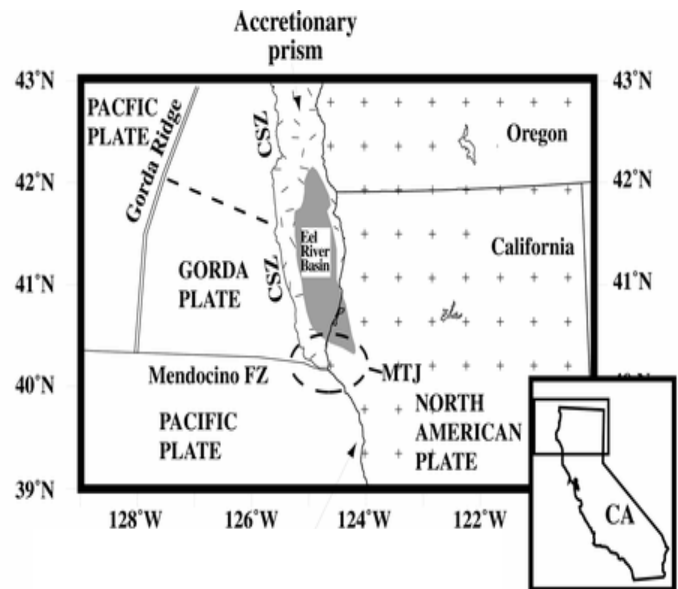 Accretionary
prism
43°N
43°N
PACFIC
PLATE
Gorda Ridge
CSZ
Oregon
42°N
42°N
Eel
River
Basin
California
GORDA
PLATE
CSZ
41°N
41°N
Mendocino FZ
MTJ
40°N
PACIFIC
PLATE
NORTH
AMERICAN
PLATE
39°N
128°W
126°W
124°W
122°W
CA